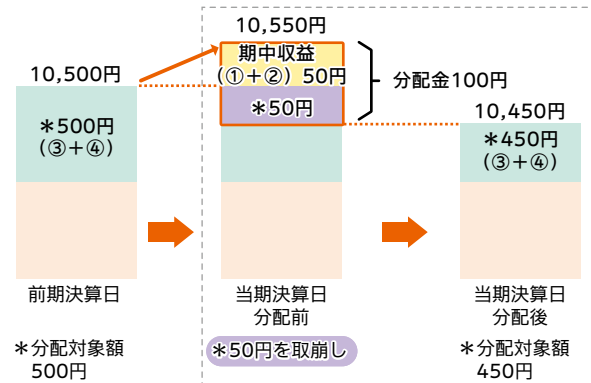 10,550円
期中収益
(①+②) 50円
*50円
分配金100円
10,500円
*500円
(③+④)
10,450円
*450円
(③+④)
前期決算日
当期決算日
分配前
当期決算日
分配後
*分配対象額
500円
*50円を取崩し
*分配対象額
450円